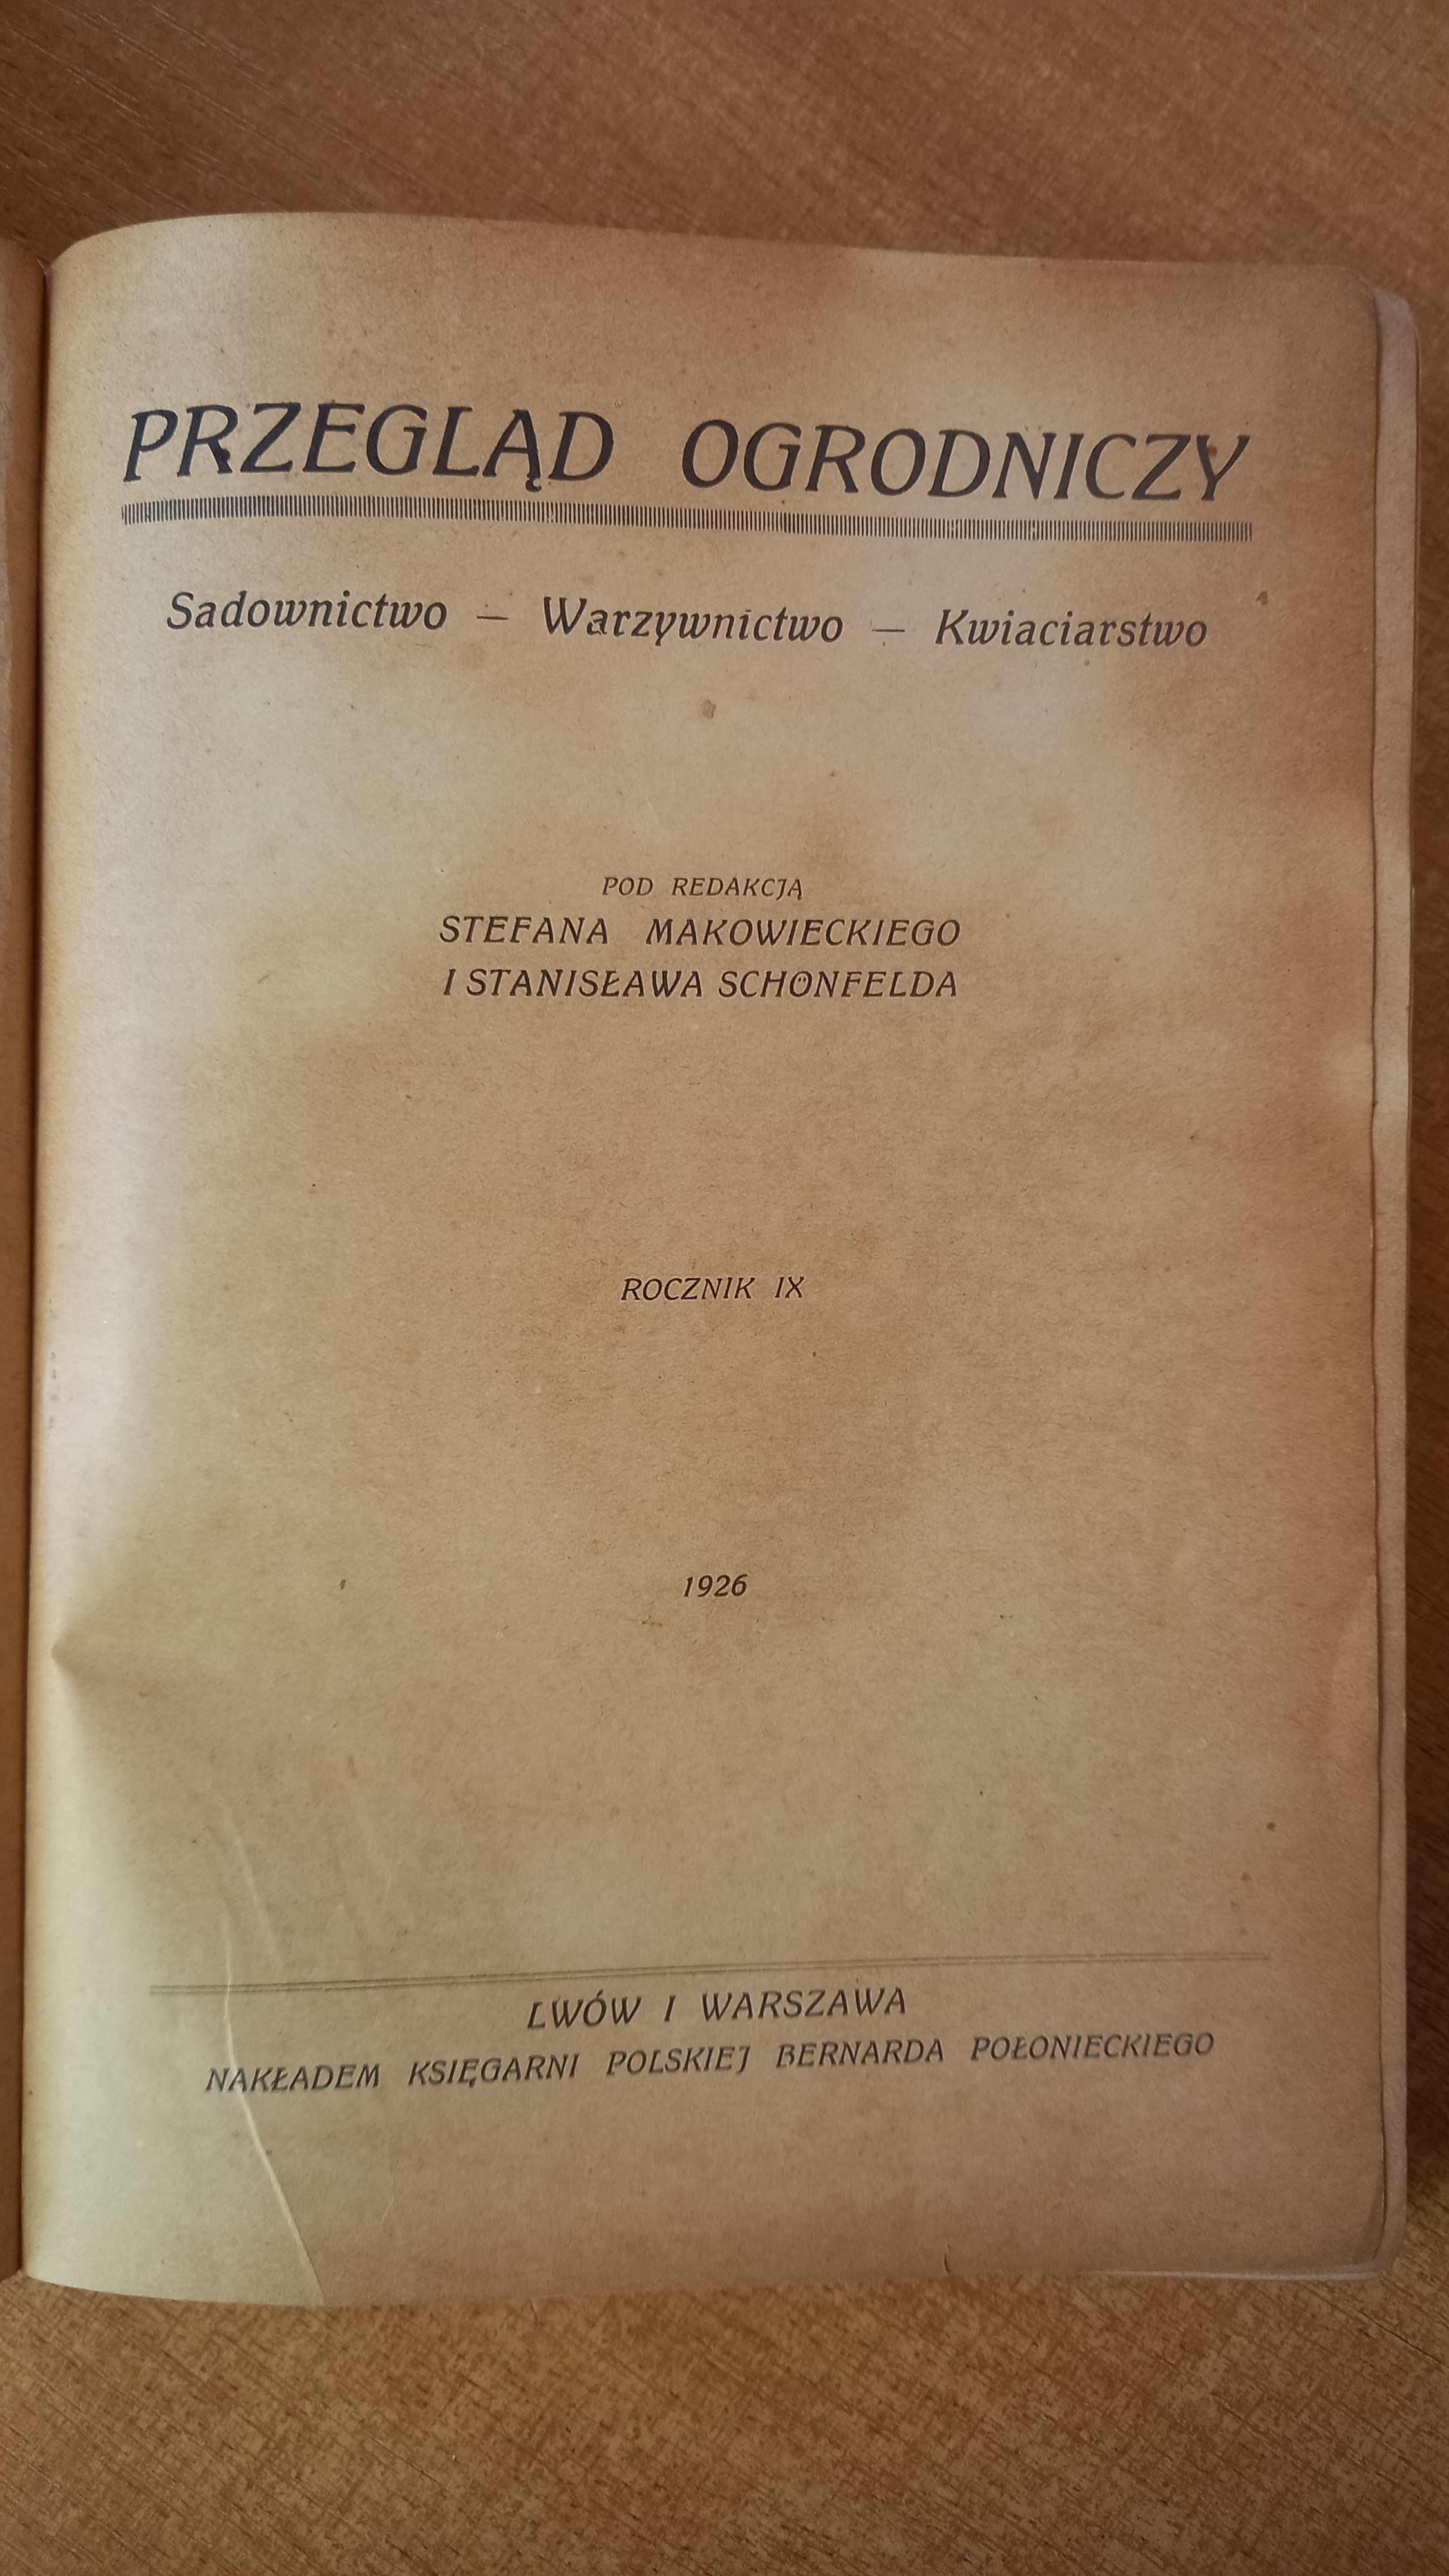 PRZEGLĄD OGRODNICZY
Sadownictwo — Warzywnictwo — Kwiaciarstwo
POD REDAKCJĄ
STEFANA MAKOWIECKIEGO
I STANISŁAWA SCHÖNFELDA
ROCZNIK IX
1926
LWÓW I WARSZAWA
NAKŁADEM KSIĘGARNI POLSKIEJ BERNARDA POŁONIECKIEGO